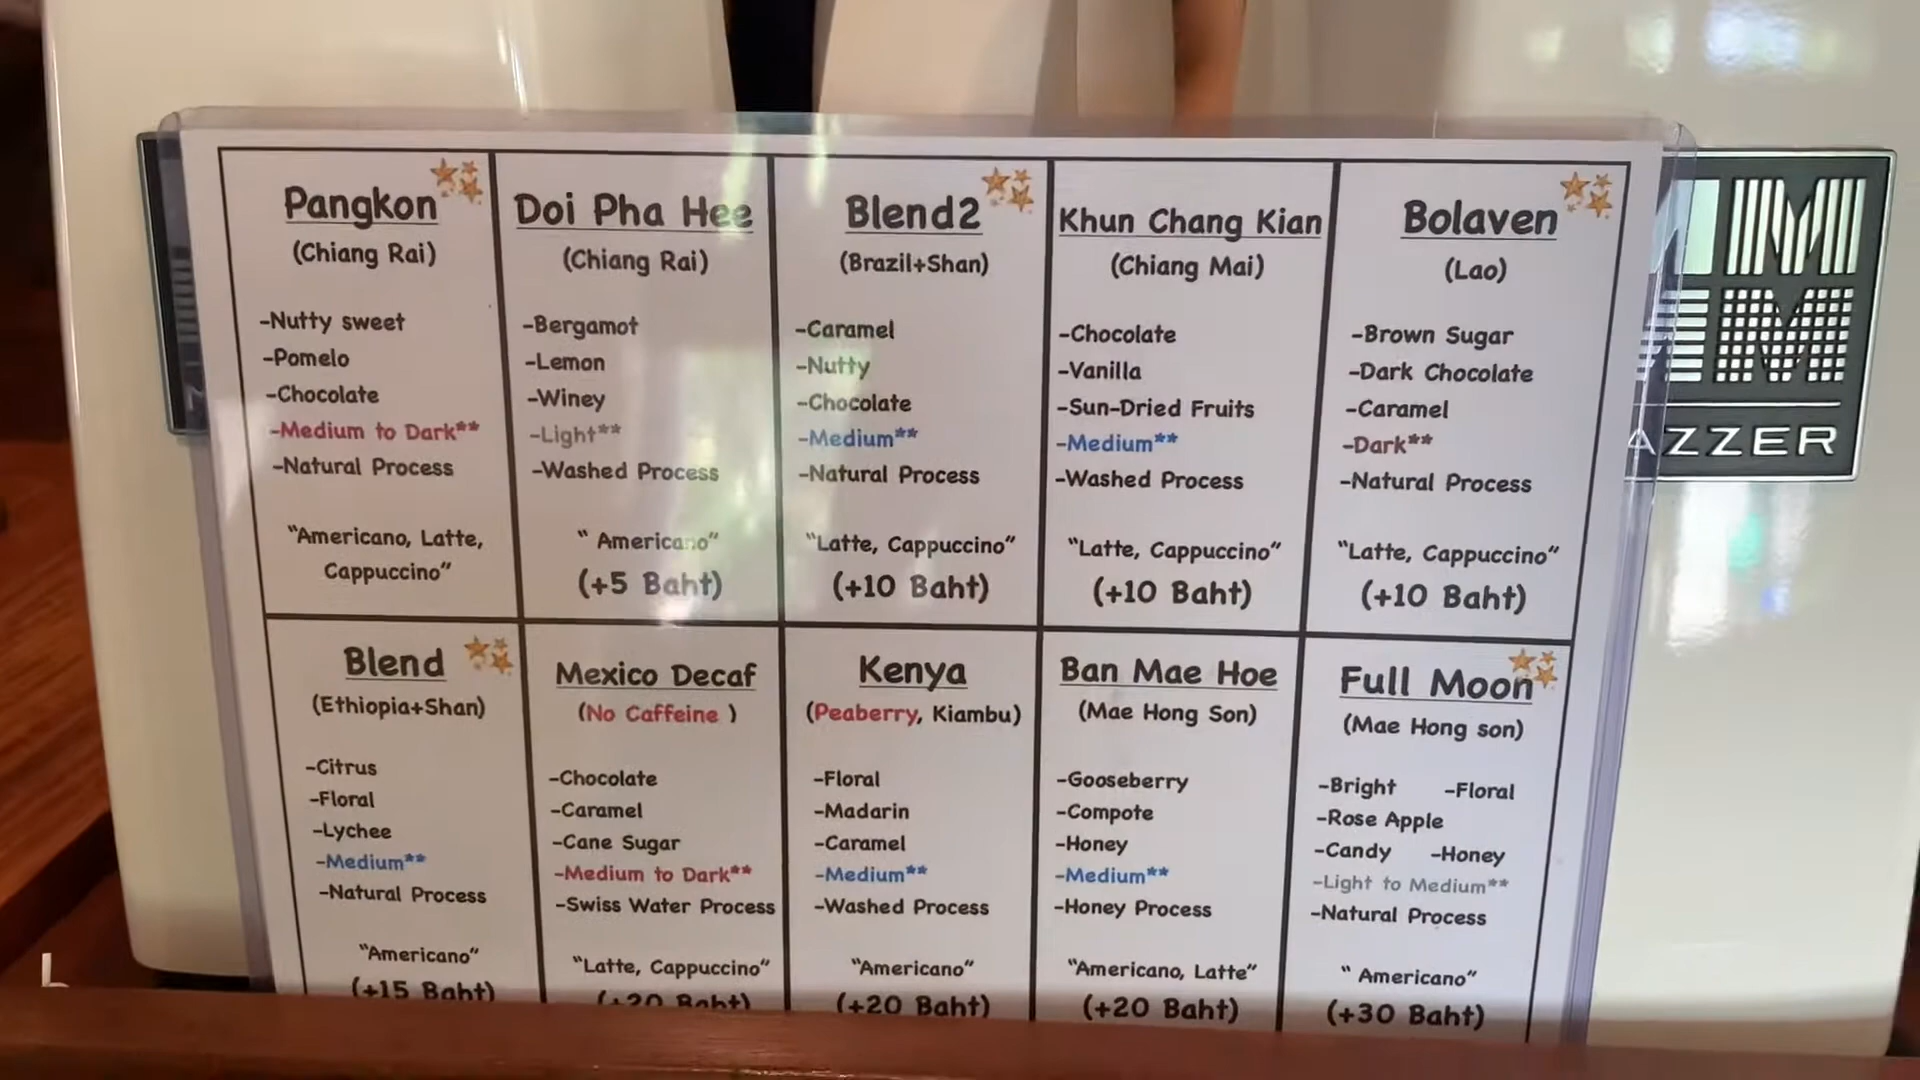 Pangkon
(Chiang Rai)
-Nutty sweet
-Pomelo
-Chocolate
-Medium to Dark**
-Natural Process
"Americano, Latte,
Cappuccino"
Doi Pha Hee
(Chiang Rai)
-Bergamot
-Lemon
-Winey
-Light**
-Washed Process
" Americano"
(+5 Baht)
Blend2
(Brazil+Shan)
-Caramel
-Nutty
-Chocolate
-Medium**
-Natural Process
"Latte, Cappuccino"
(+10 Baht)
Khun Chang Kian
(Chiang Mai)
-Chocolate
-Vanilla
-Sun-Dried Fruits
-Medium**
-Washed Process
"Latte, Cappuccino"
(+10 Baht)
Bolaven
(Lao)
-Brown Sugar
-Dark Chocolate
-Caramel
-Dark**
-Natural Process
"Latte, Cappuccino"
(+10 Baht)
Blend
(Ethiopia+Shan)
-Citrus
-Floral
-Lychee
-Medium**
-Natural Process
"Americano"
(+15 Baht)
Mexico Decaf
(No Caffeine )
-Chocolate
-Caramel
-Cane Sugar
-Medium to Dark**
-Swiss Water Process
"Latte, Cappuccino"
(+20 Baht)
Kenya
(Peaberry, Kiambu)
-Floral
-Madarin
-Caramel
-Medium**
-Washed Process
"Americano"
(+20 Baht)
Ban Mae Hoe
(Mae Hong Son)
-Gooseberry
-Compote
-Honey
-Medium**
-Honey Process
"Americano, Latte"
(+20 Baht)
Full Moon
(Mae Hong son)
-Bright -Floral
-Rose Apple
-Candy -Honey
-Light to Medium**
-Natural Process
" Americano"
(+30 Baht)
AZZER